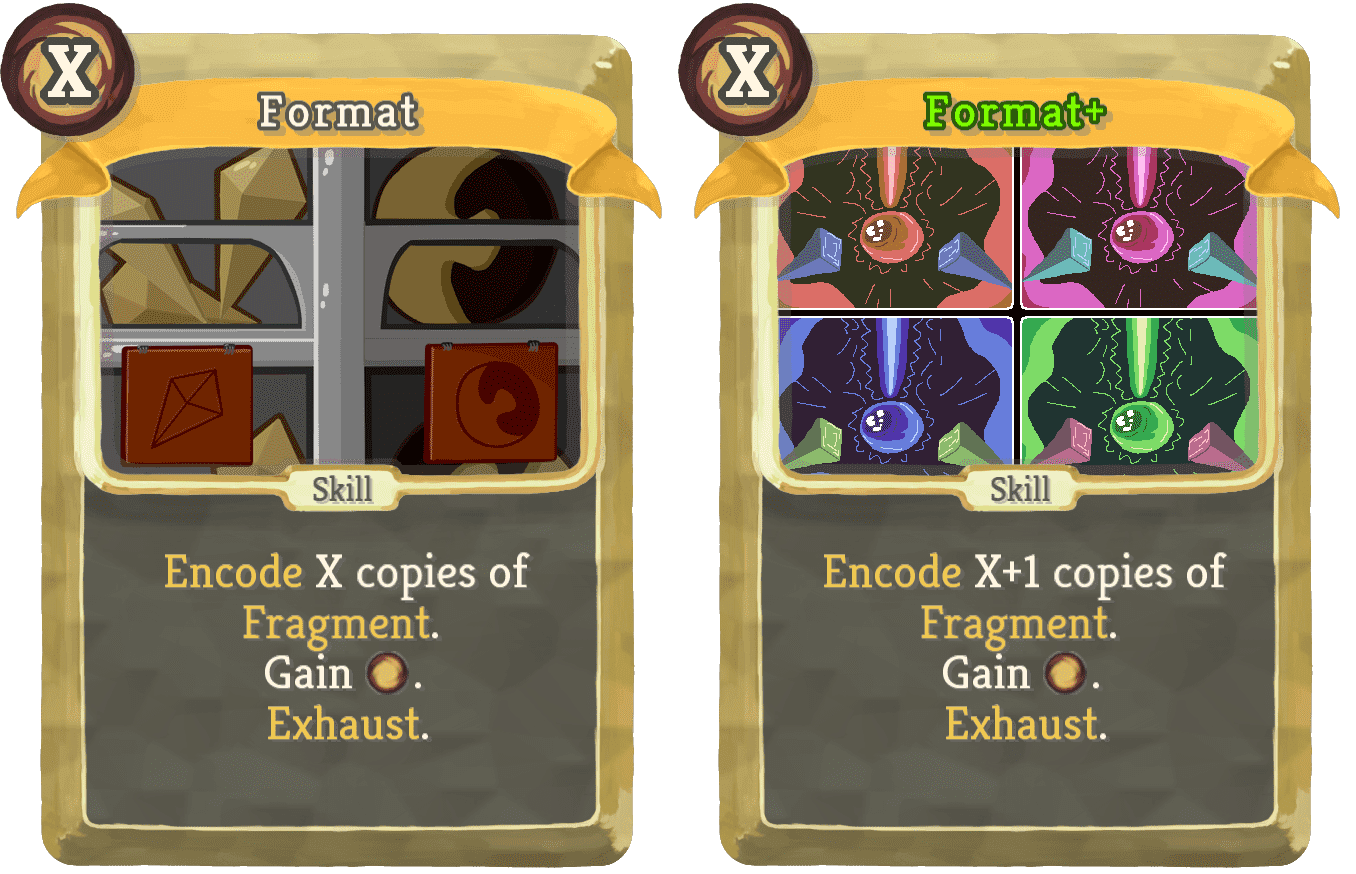 X
Format
Skill
Encode X copies of
Fragment.
Gain .
Exhaust.
X
Format+
Skill
Encode X+1 copies of
Fragment.
Gain .
Exhaust.